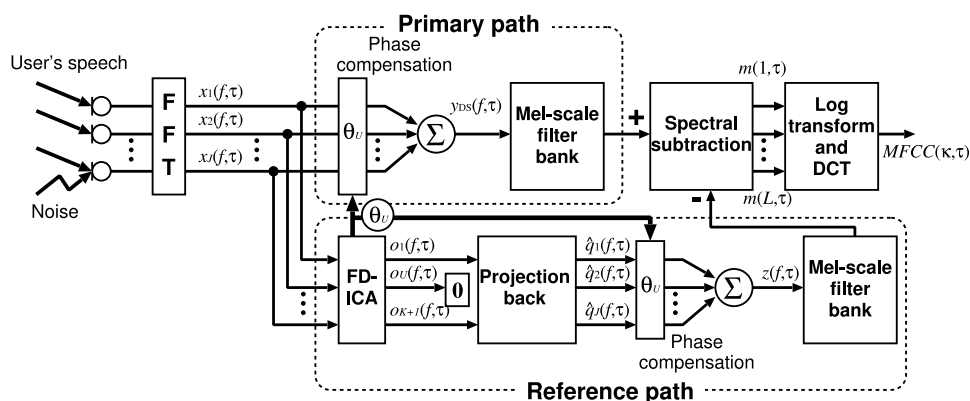 Primary path
User's speech
Phase
compensation
x1(f,τ)
x2(f,τ)
xJ(f,τ)
F
F
T
Noise
θU
Σ
yDS(f,τ)
Mel-scale
filter
bank
+
-
Spectral
subtraction
m(1,τ)
m(L,τ)
Log
transform
and
DCT
MFCC(κ,τ)
θU
FD-
ICA
o1(f,τ)
oU(f,τ)
oK+1(f,τ)
0
Projection
back
q̂1(f,τ)
q̂2(f,τ)
q̂J(f,τ)
θU
Σ
z(f,τ)
Mel-scale
filter
bank
Phase
compensation
Reference path